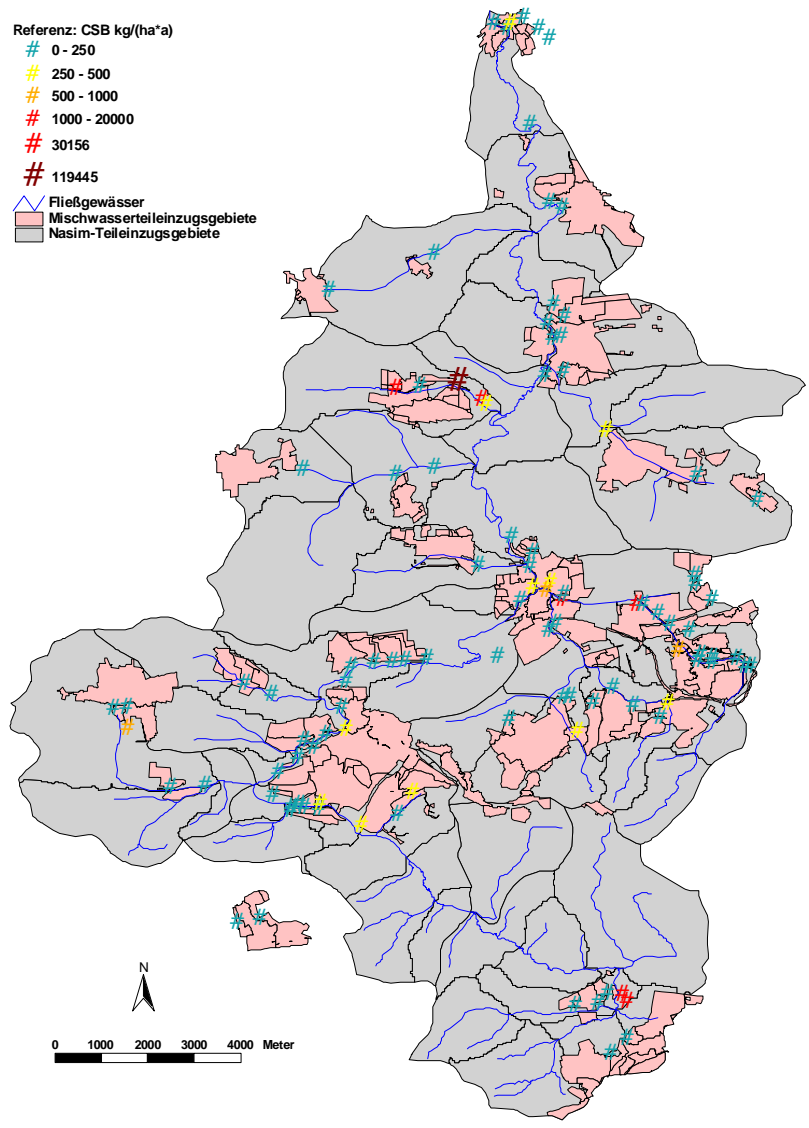 Referenz: CSB kg/(ha*a)
# 0 - 250
# 250 - 500
# 500 - 1000
# 1000 - 20000
# 30156
# 119445
Fließgewässer
Mischwasserteileinzugsgebiete
Nasim-Teileinzugsgebiete
N
0 1000 2000 3000 4000 Meter